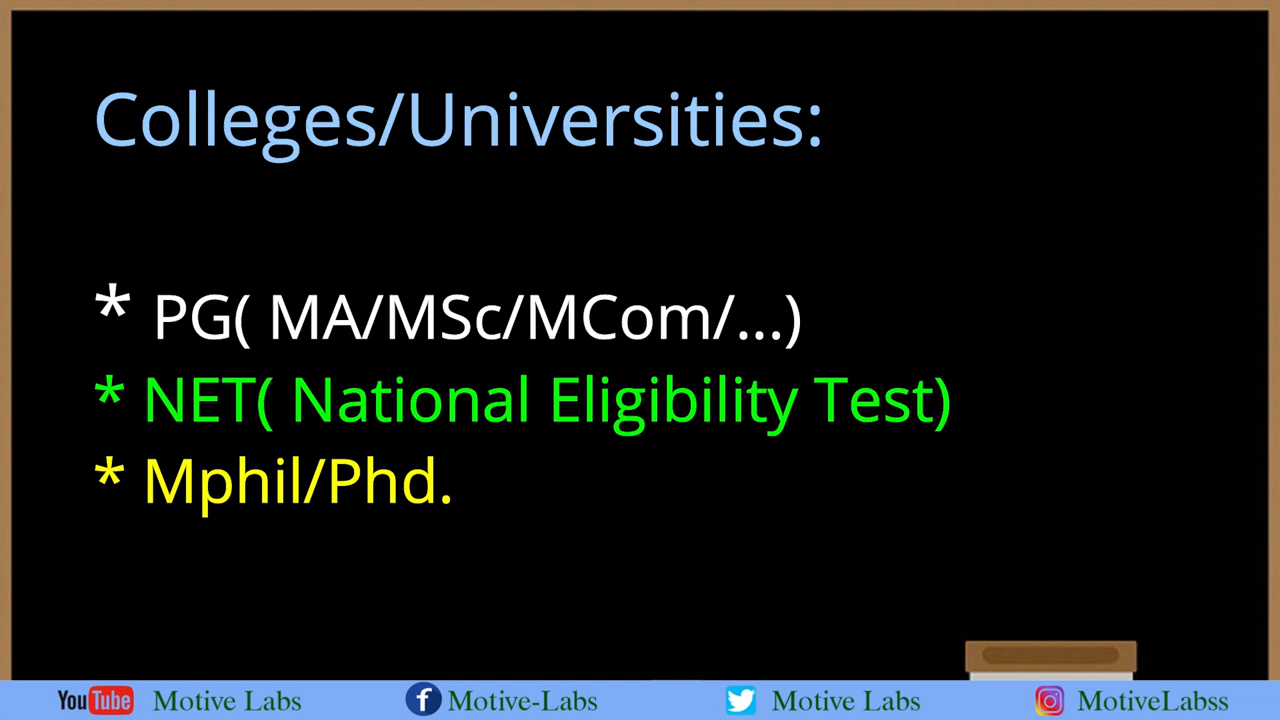 Colleges/Universities:
* PG( MA/MSc/MCom/...)
* NET( National Eligibility Test)
* Mphil/Phd.
YouTube Motive Labs f Motive-Labs Motive Labs MotiveLabss